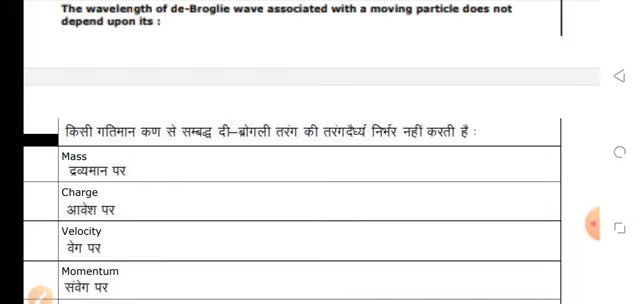 The wavelength of de-Broglie wave associated with a moving particle does not
depend upon its :
किसी गतिमान कण से सम्बद्ध दी–ब्रोगली तरंग की तरंगदैर्ध्य निर्भर नहीं करती है :
Mass
द्रव्यमान पर
Charge
आवेश पर
Velocity
वेग पर
Momentum
संवेग पर